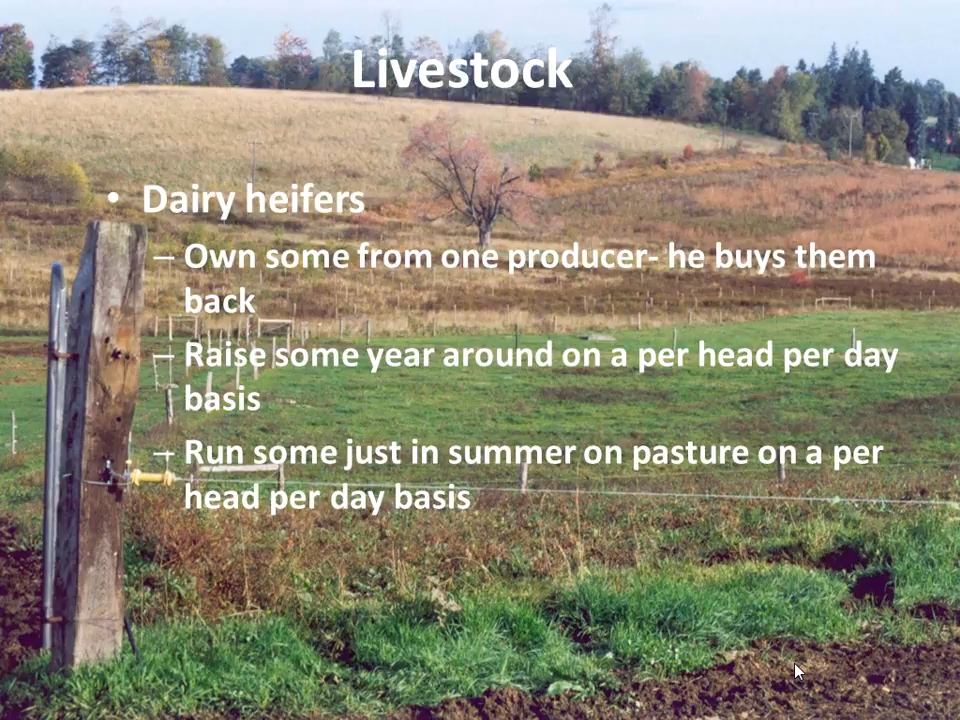 Livestock
• Dairy heifers
– Own some from one producer- he buys them
back
– Raise some year around on a per head per day
basis
– Run some just in summer on pasture on a per
head per day basis